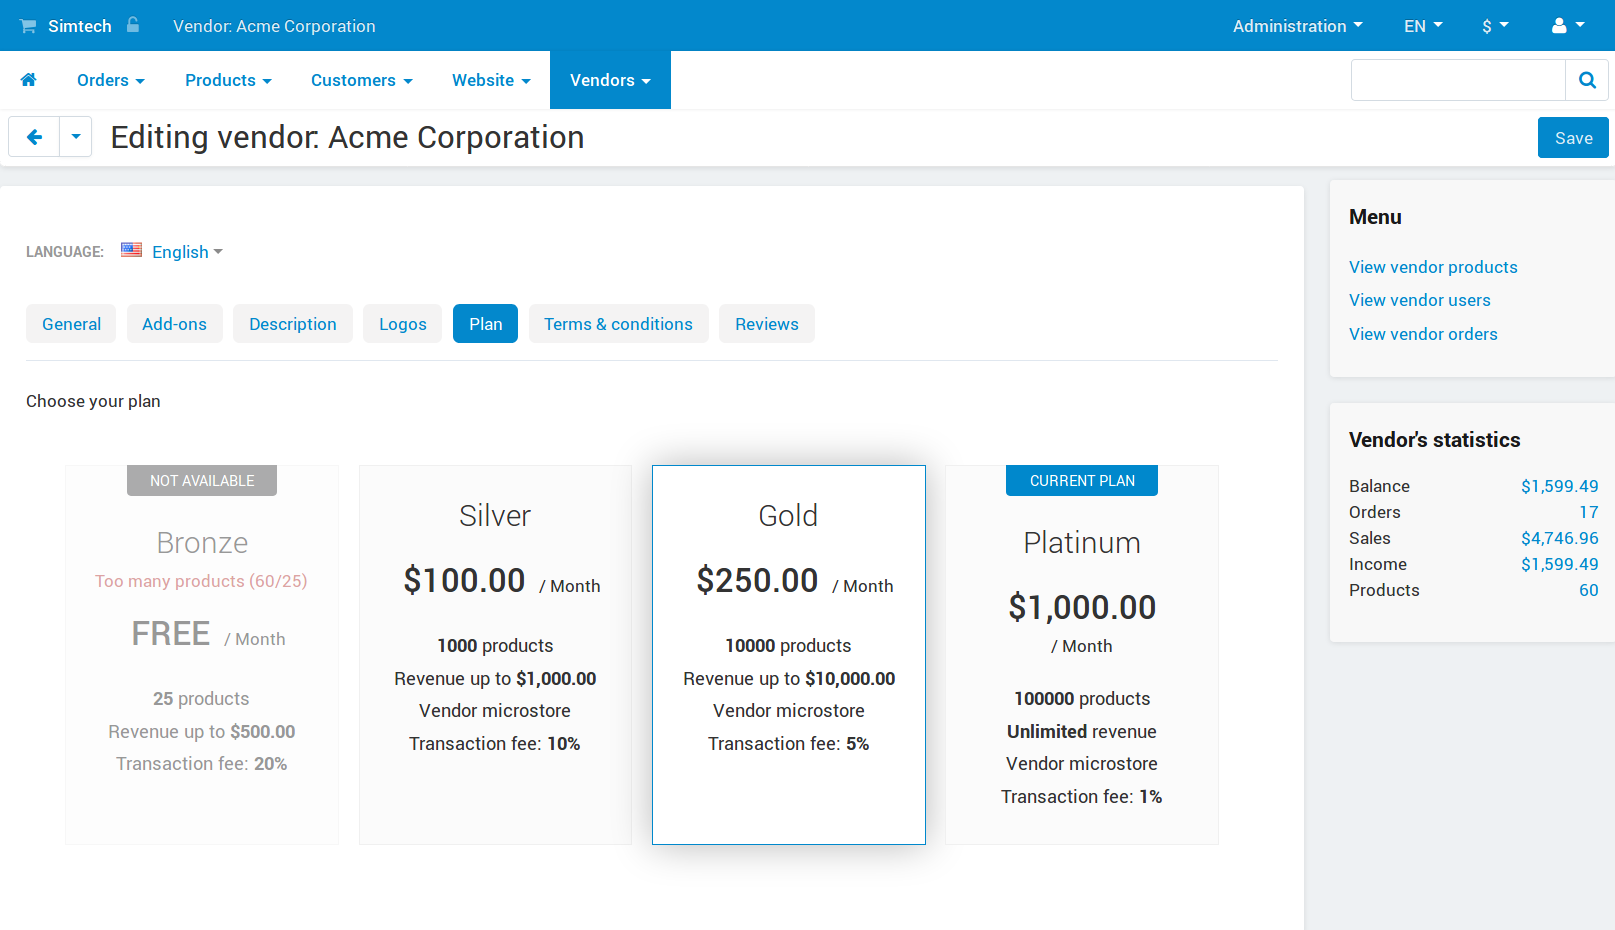 Simtech Vendor: Acme Corporation Administration EN $
Orders Products Customers Website Vendors
Editing vendor: Acme Corporation Save
LANGUAGE: English
General Add-ons Description Logos Plan Terms & conditions Reviews
Choose your plan
NOT AVAILABLE
Bronze
Too many products (60/25)
FREE / Month
25 products
Revenue up to $500.00
Transaction fee: 20%
Silver
$100.00 / Month
1000 products
Revenue up to $1,000.00
Vendor microstore
Transaction fee: 10%
Gold
$250.00 / Month
10000 products
Revenue up to $10,000.00
Vendor microstore
Transaction fee: 5%
CURRENT PLAN
Platinum
$1,000.00
/ Month
100000 products
Unlimited revenue
Vendor microstore
Transaction fee: 1%
Menu
View vendor products
View vendor users
View vendor orders
Vendor's statistics
Balance $1,599.49
Orders 17
Sales $4,746.96
Income $1,599.49
Products 60